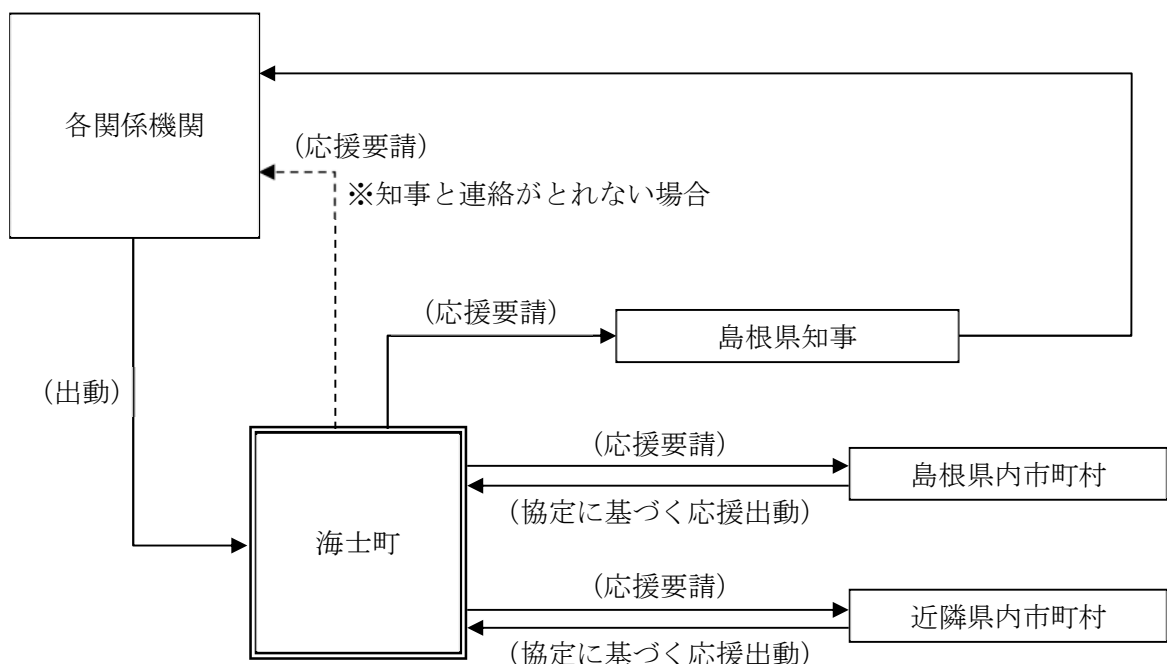 各関係機関
（応援要請）
※知事と連絡がとれない場合
（応援要請）
島根県知事
（出動）
（応援要請）
島根県内市町村
（協定に基づく応援出動）
海士町
（応援要請）
近隣県内市町村
（協定に基づく応援出動）